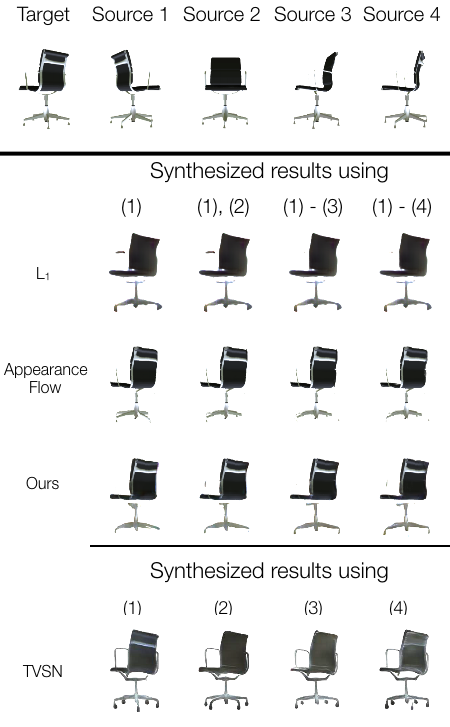 Target Source 1 Source 2 Source 3 Source 4
Synthesized results using
(1) (1), (2) (1) - (3) (1) - (4)
L₁
Appearance
Flow
Ours
Synthesized results using
(1) (2) (3) (4)
TVSN